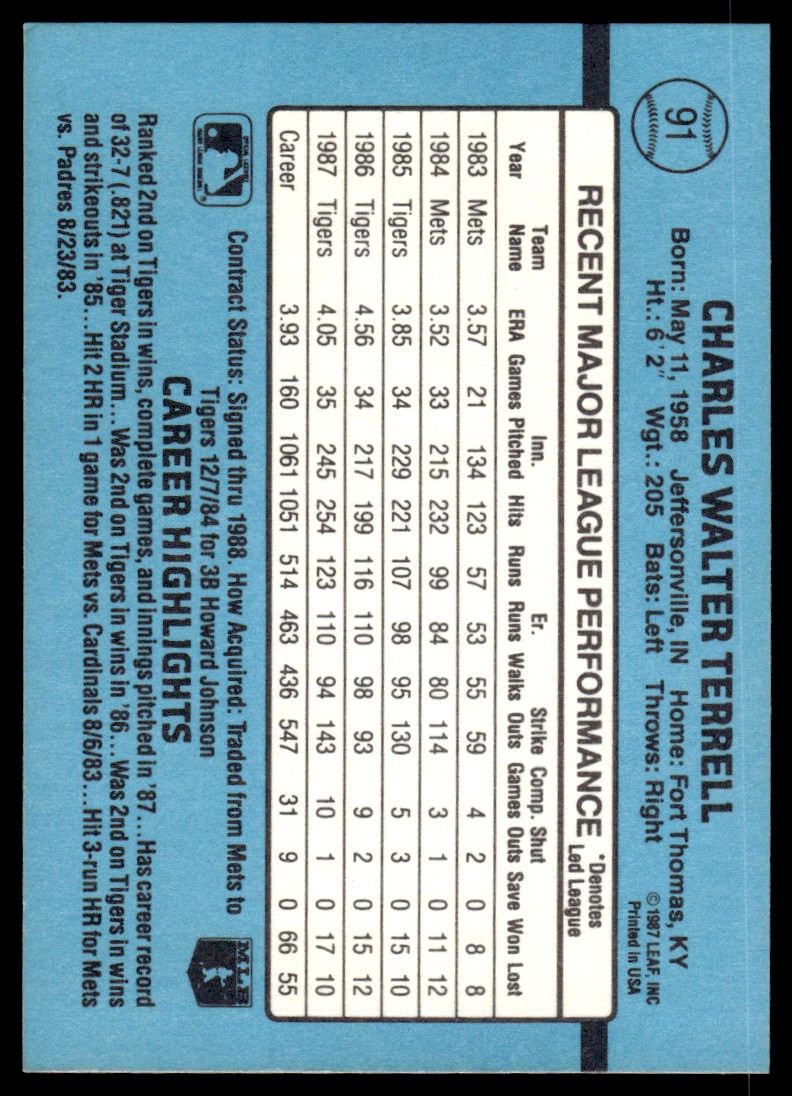 91
CHARLES WALTER TERRELL
Born: May 11, 1958 Jeffersonville, IN Home: Fort Thomas, KY
Ht.: 6'2" Wgt.: 205 Bats: Left Throws: Right
© 1987 LEAF, INC
Printed in USA
RECENT MAJOR LEAGUE PERFORMANCE
*Denotes
Led League
Team Inn. Er. Strike Comp. Shut
Year Name ERA Games Pitched Hits Runs Runs Walks Outs Games Outs Save Won Lost
1983 Mets 3.57 21 134 123 57 53 55 59 4 2 0 8 8
1984 Mets 3.52 33 215 232 99 84 80 114 3 1 0 11 12
1985 Tigers 3.85 34 229 221 107 98 95 130 5 3 0 15 10
1986 Tigers 4.56 34 217 199 116 110 98 93 9 2 0 15 12
1987 Tigers 4.05 35 245 254 123 110 94 143 10 1 0 17 10
Career 3.93 160 1061 1051 514 463 436 547 31 9 0 66 55
Contract Status: Signed thru 1988. How Acquired: Traded from Mets to
Tigers 12/7/84 for 3B Howard Johnson
MLB
CAREER HIGHLIGHTS
Ranked 2nd on Tigers in wins, complete games, and innings pitched in '87...Has career record
of 32-7 (.821) at Tiger Stadium...Was 2nd on Tigers in wins in '86...Was 2nd on Tigers in wins
and strikeouts in '85...Hit 2 HR in 1 game for Mets vs. Cardinals 8/6/83...Hit 3-run HR for Mets
vs. Padres 8/23/83.